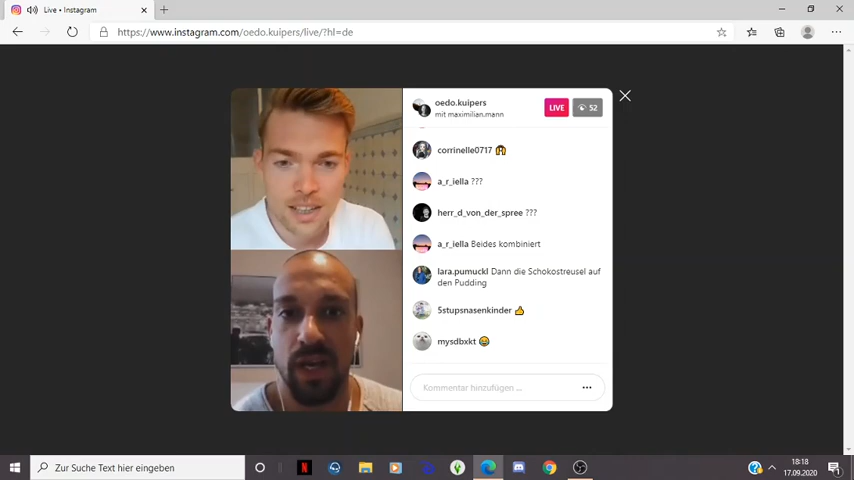 Live • Instagram
https://www.instagram.com/oedo.kuipers/live/?hl=de
oedo.kuipers
mit maximilian.mann
LIVE
52
corrinelle0717 😱
a_r_iella ???
herr_d_von_der_spree ???
a_r_iella Beides kombiniert
lara.pumuckl Dann die Schokostreusel auf
den Pudding
5stupsnasenkinder 👍
mysdbxkt 😂
Kommentar hinzufügen ...
Zur Suche Text hier eingeben
18:18
17.09.2020